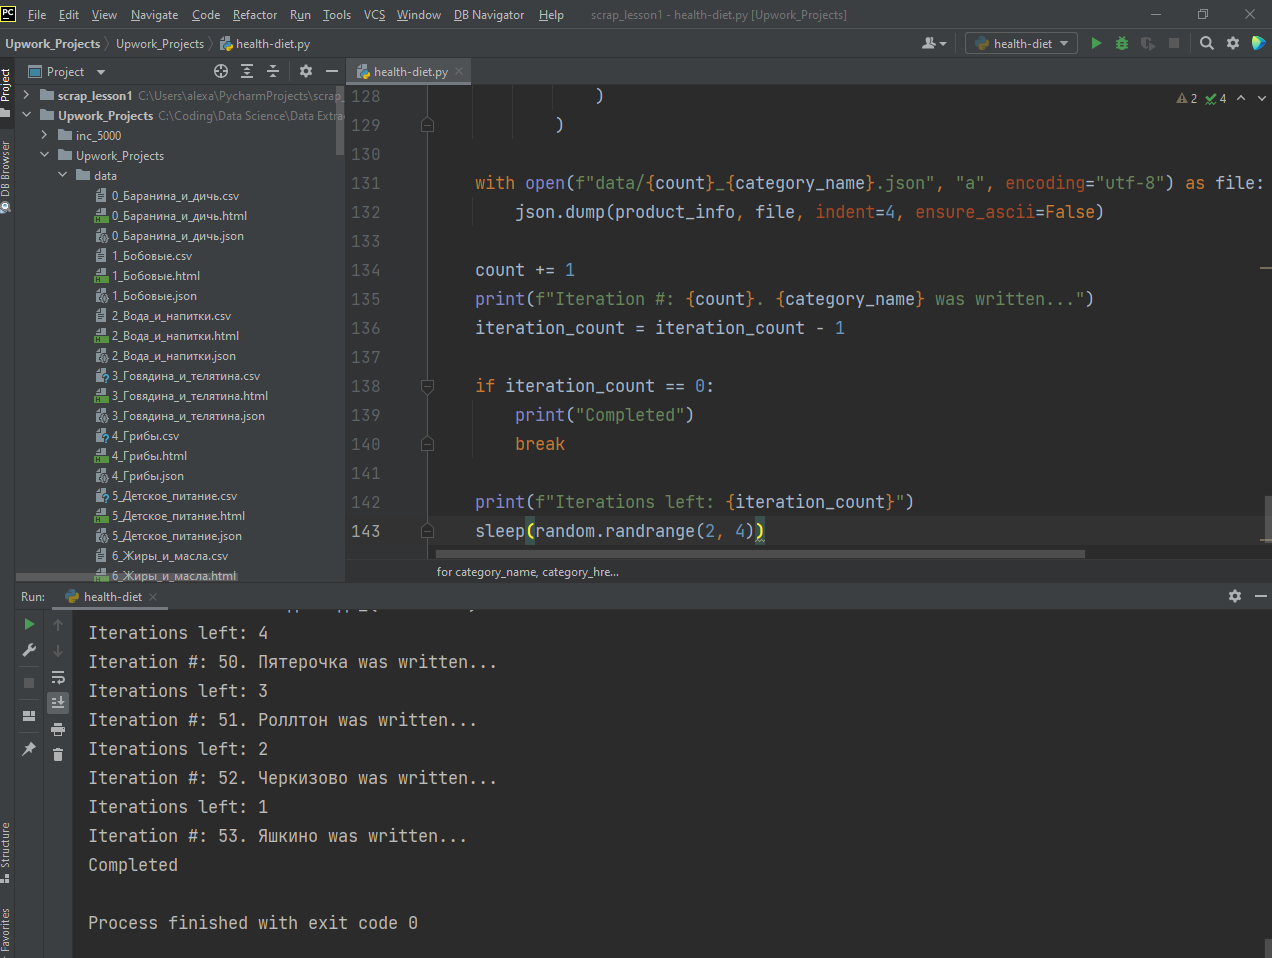 PC File Edit View Navigate Code Refactor Run Tools VCS Window DB Navigator Help scrap_lesson1 - health-diet.py [Upwork_Projects]
Upwork_Projects Upwork_Projects health-diet.py health-diet
Project health-diet.py
Project
DB Browser
Structure
Favorites
scrap_lesson1 C:\Users\alexa\PycharmProjects\scrap_
Upwork_Projects C:\Coding\Data Science\Data Extra
inc_5000
Upwork_Projects
data
0_Баранина_и_дичь.csv
0_Баранина_и_дичь.html
0_Баранина_и_дичь.json
1_Бобовые.csv
1_Бобовые.html
1_Бобовые.json
2_Вода_и_напитки.csv
2_Вода_и_напитки.html
2_Вода_и_напитки.json
3_Говядина_и_телятина.csv
3_Говядина_и_телятина.html
3_Говядина_и_телятина.json
4_Грибы.csv
4_Грибы.html
4_Грибы.json
5_Детское_питание.csv
5_Детское_питание.html
5_Детское_питание.json
6_Жиры_и_масла.csv
6_Жиры_и_масла.html
2 4
128 )
129 )
130
131 with open(f"data/{count}_{category_name}.json", "a", encoding="utf-8") as file:
132 json.dump(product_info, file, indent=4, ensure_ascii=False)
133
134 count += 1
135 print(f"Iteration #: {count}. {category_name} was written...")
136 iteration_count = iteration_count - 1
137
138 if iteration_count == 0:
139 print("Completed")
140 break
141
142 print(f"Iterations left: {iteration_count}")
143 sleep(random.randrange(2, 4))
for category_name, category_hre...
Run: health-diet
Iterations left: 4
Iteration #: 50. Пятерочка was written...
Iterations left: 3
Iteration #: 51. Роллтон was written...
Iterations left: 2
Iteration #: 52. Черкизово was written...
Iterations left: 1
Iteration #: 53. Яшкино was written...
Completed
Process finished with exit code 0